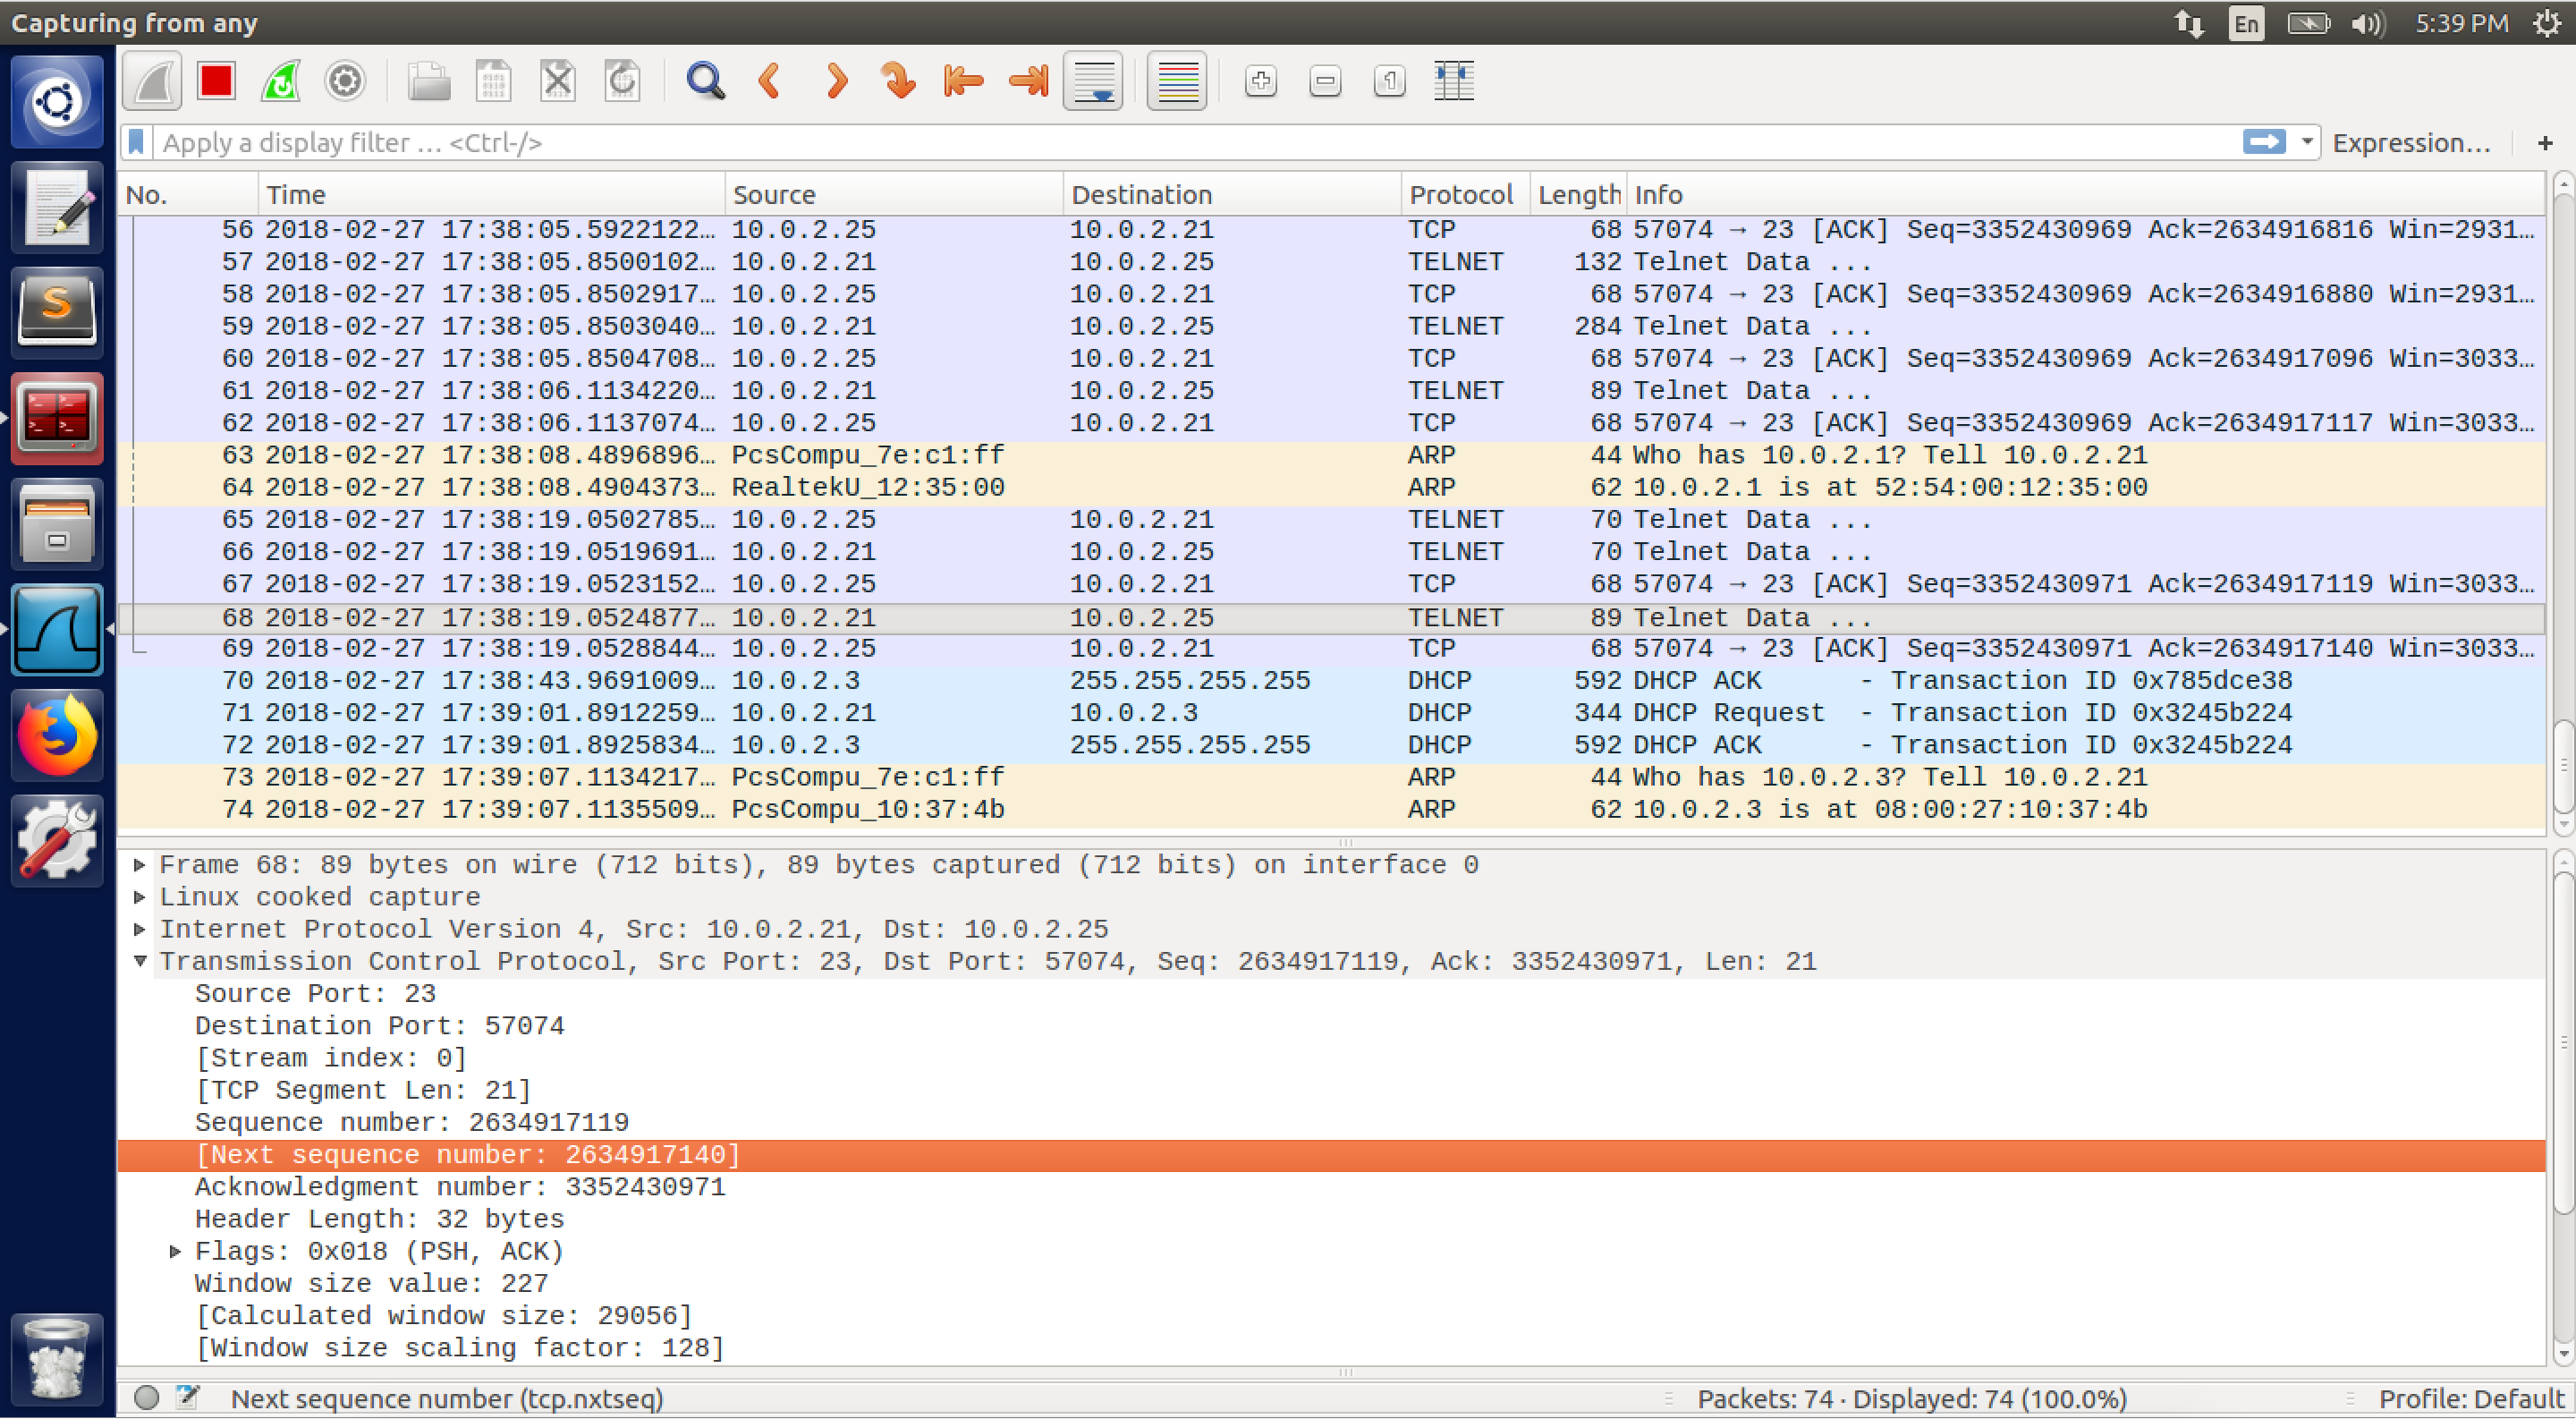 Capturing from any
En
5:39 PM
Apply a display filter … <Ctrl-/>
Expression…
+
No. Time Source Destination Protocol Length Info
56 2018-02-27 17:38:05.5922122… 10.0.2.25 10.0.2.21 TCP 68 57074 → 23 [ACK] Seq=3352430969 Ack=2634916816 Win=2931…
57 2018-02-27 17:38:05.8500102… 10.0.2.21 10.0.2.25 TELNET 132 Telnet Data ...
58 2018-02-27 17:38:05.8502917… 10.0.2.25 10.0.2.21 TCP 68 57074 → 23 [ACK] Seq=3352430969 Ack=2634916880 Win=2931…
59 2018-02-27 17:38:05.8503040… 10.0.2.21 10.0.2.25 TELNET 284 Telnet Data ...
60 2018-02-27 17:38:05.8504708… 10.0.2.25 10.0.2.21 TCP 68 57074 → 23 [ACK] Seq=3352430969 Ack=2634917096 Win=3033…
61 2018-02-27 17:38:06.1134220… 10.0.2.21 10.0.2.25 TELNET 89 Telnet Data ...
62 2018-02-27 17:38:06.1137074… 10.0.2.25 10.0.2.21 TCP 68 57074 → 23 [ACK] Seq=3352430969 Ack=2634917117 Win=3033…
63 2018-02-27 17:38:08.4896896… PcsCompu_7e:c1:ff ARP 44 Who has 10.0.2.1? Tell 10.0.2.21
64 2018-02-27 17:38:08.4904373… RealtekU_12:35:00 ARP 62 10.0.2.1 is at 52:54:00:12:35:00
65 2018-02-27 17:38:19.0502785… 10.0.2.25 10.0.2.21 TELNET 70 Telnet Data ...
66 2018-02-27 17:38:19.0519691… 10.0.2.21 10.0.2.25 TELNET 70 Telnet Data ...
67 2018-02-27 17:38:19.0523152… 10.0.2.25 10.0.2.21 TCP 68 57074 → 23 [ACK] Seq=3352430971 Ack=2634917119 Win=3033…
68 2018-02-27 17:38:19.0524877… 10.0.2.21 10.0.2.25 TELNET 89 Telnet Data ...
69 2018-02-27 17:38:19.0528844… 10.0.2.25 10.0.2.21 TCP 68 57074 → 23 [ACK] Seq=3352430971 Ack=2634917140 Win=3033…
70 2018-02-27 17:38:43.9691009… 10.0.2.3 255.255.255.255 DHCP 592 DHCP ACK - Transaction ID 0x785dce38
71 2018-02-27 17:39:01.8912259… 10.0.2.21 10.0.2.3 DHCP 344 DHCP Request - Transaction ID 0x3245b224
72 2018-02-27 17:39:01.8925834… 10.0.2.3 255.255.255.255 DHCP 592 DHCP ACK - Transaction ID 0x3245b224
73 2018-02-27 17:39:07.1134217… PcsCompu_7e:c1:ff ARP 44 Who has 10.0.2.3? Tell 10.0.2.21
74 2018-02-27 17:39:07.1135509… PcsCompu_10:37:4b ARP 62 10.0.2.3 is at 08:00:27:10:37:4b
Frame 68: 89 bytes on wire (712 bits), 89 bytes captured (712 bits) on interface 0
Linux cooked capture
Internet Protocol Version 4, Src: 10.0.2.21, Dst: 10.0.2.25
Transmission Control Protocol, Src Port: 23, Dst Port: 57074, Seq: 2634917119, Ack: 3352430971, Len: 21
Source Port: 23
Destination Port: 57074
[Stream index: 0]
[TCP Segment Len: 21]
Sequence number: 2634917119
[Next sequence number: 2634917140]
Acknowledgment number: 3352430971
Header Length: 32 bytes
Flags: 0x018 (PSH, ACK)
Window size value: 227
[Calculated window size: 29056]
[Window size scaling factor: 128]
Next sequence number (tcp.nxtseq)
Packets: 74 · Displayed: 74 (100.0%)
Profile: Default